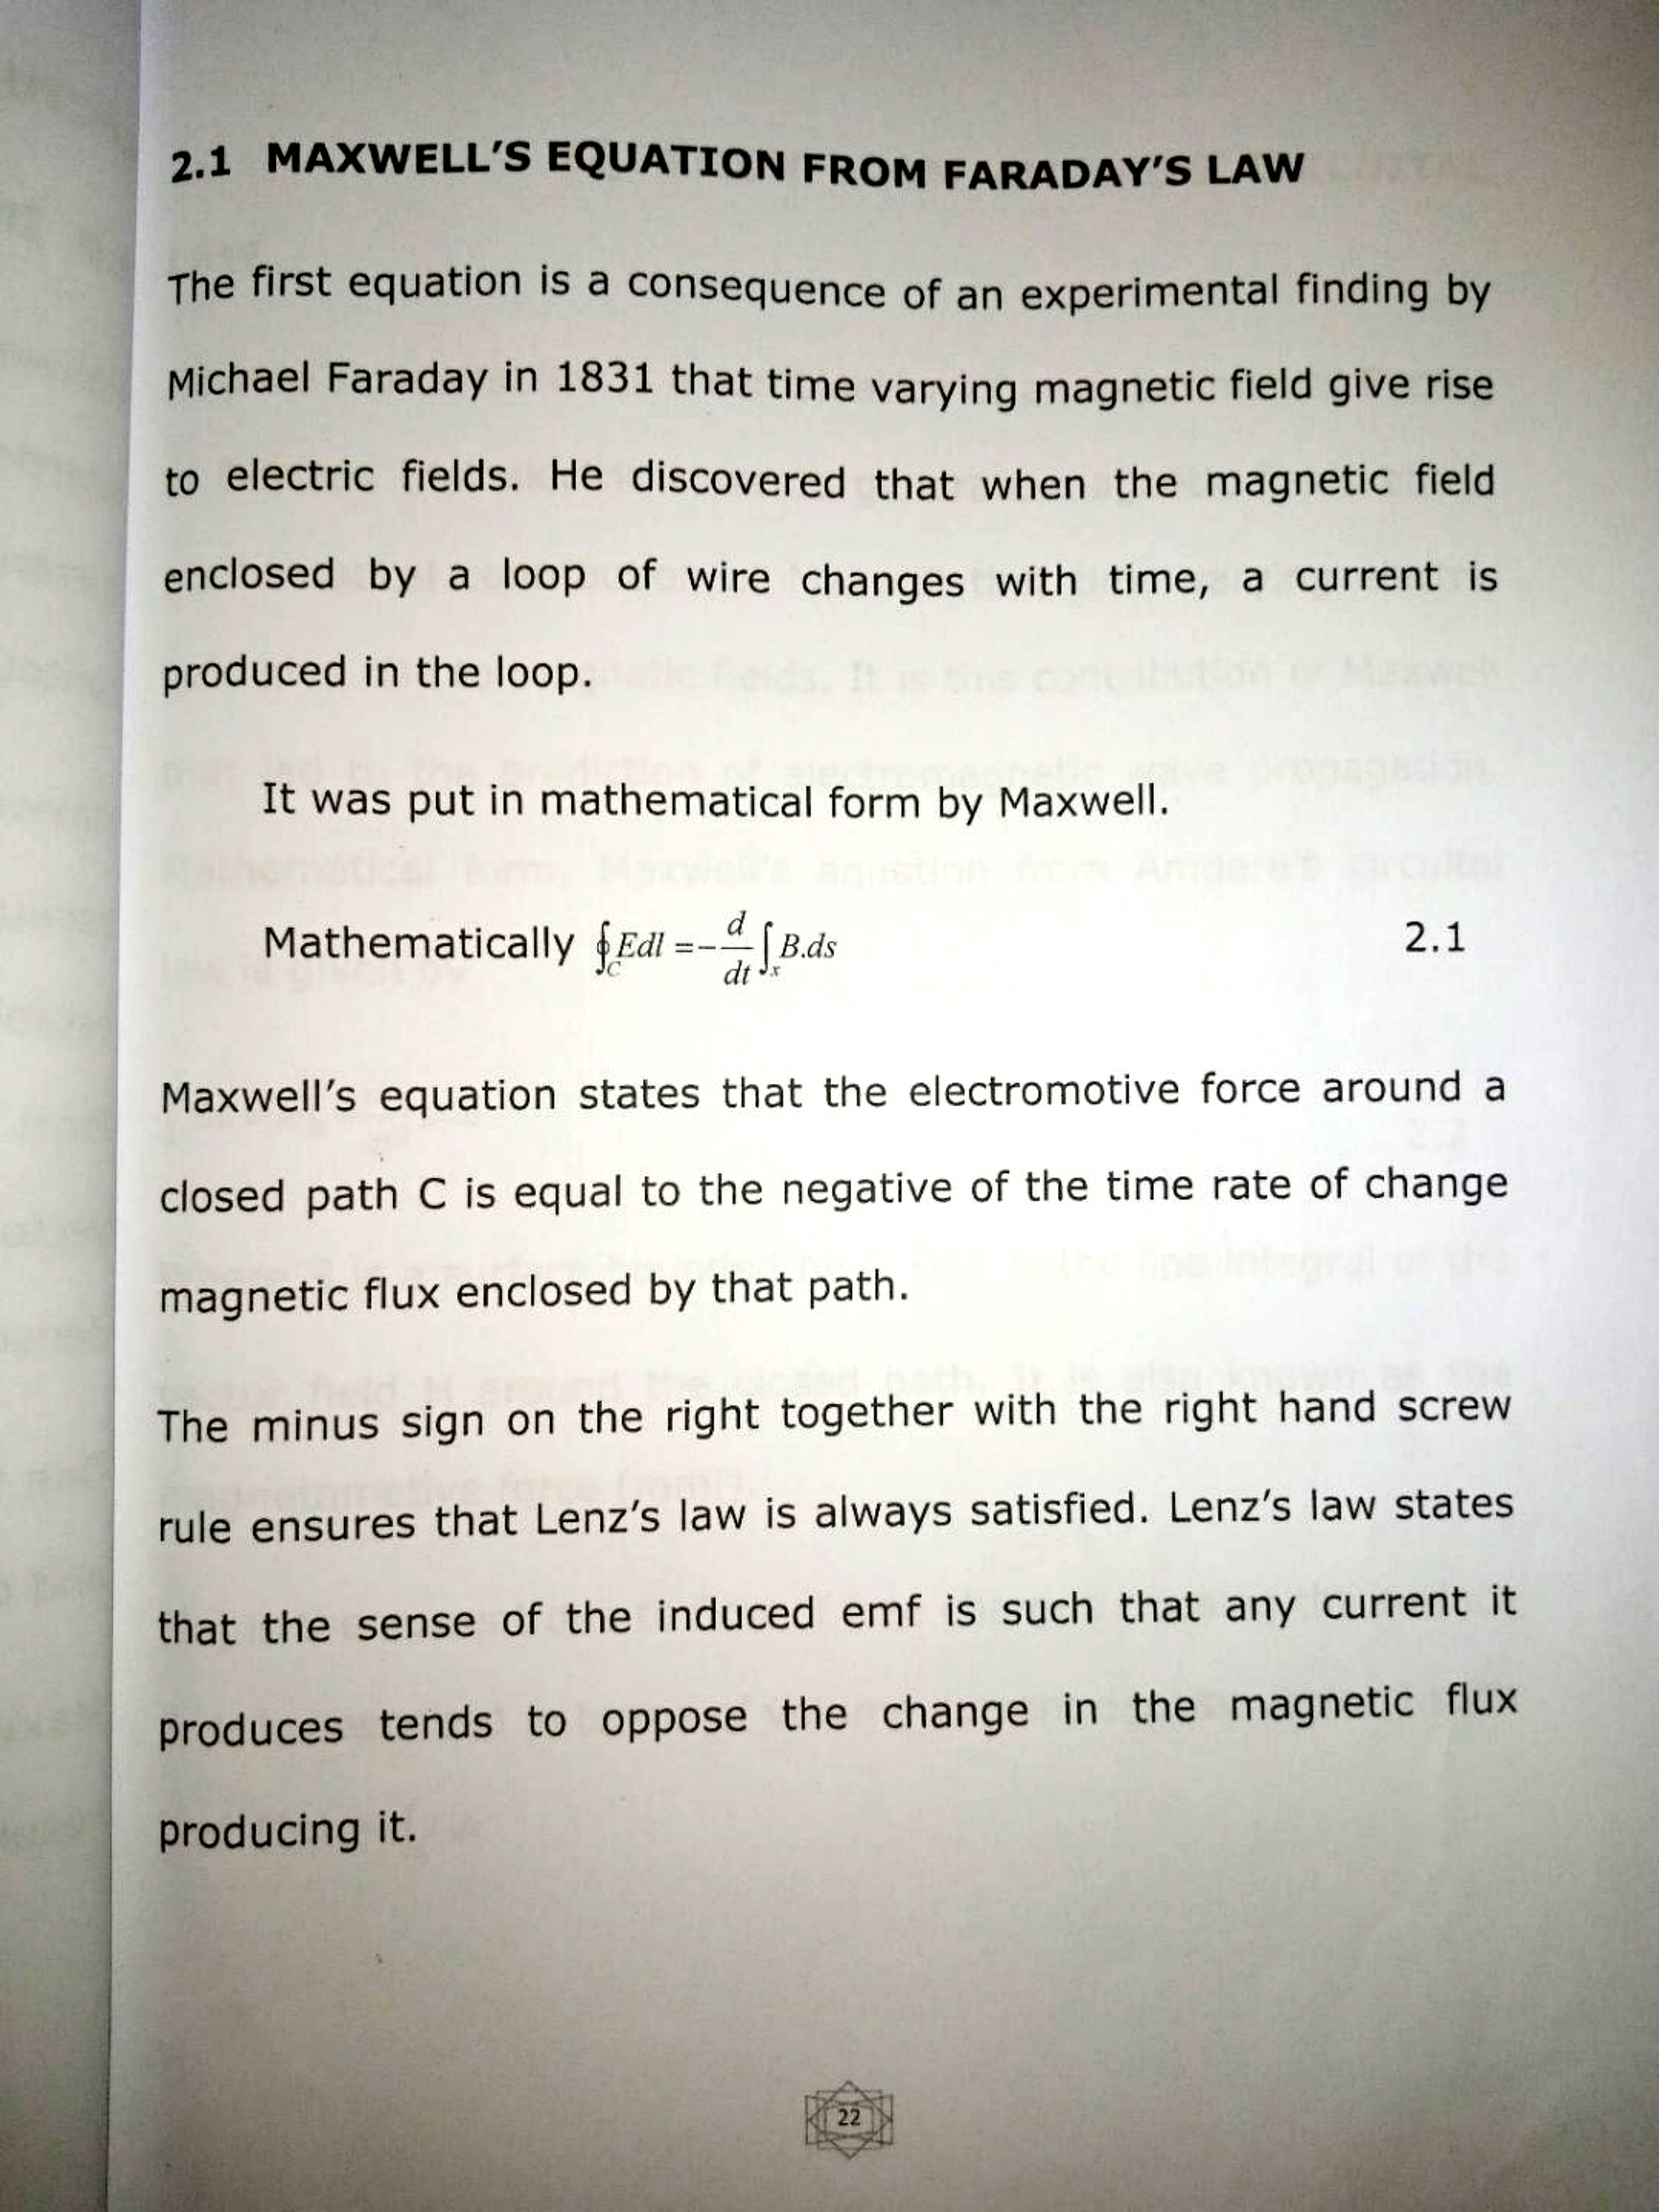 2.1 MAXWELL'S EQUATION FROM FARADAY'S LAW
The first equation is a consequence of an experimental finding by
Michael Faraday in 1831 that time varying magnetic field give rise
to electric fields. He discovered that when the magnetic field
enclosed by a loop of wire changes with time, a current is
produced in the loop.
It was put in mathematical form by Maxwell.
Mathematically ∮_C Edl = -d/dt ∫_x B.ds 2.1
Maxwell's equation states that the electromotive force around a
closed path C is equal to the negative of the time rate of change
magnetic flux enclosed by that path.
The minus sign on the right together with the right hand screw
rule ensures that Lenz's law is always satisfied. Lenz's law states
that the sense of the induced emf is such that any current it
produces tends to oppose the change in the magnetic flux
producing it.
22